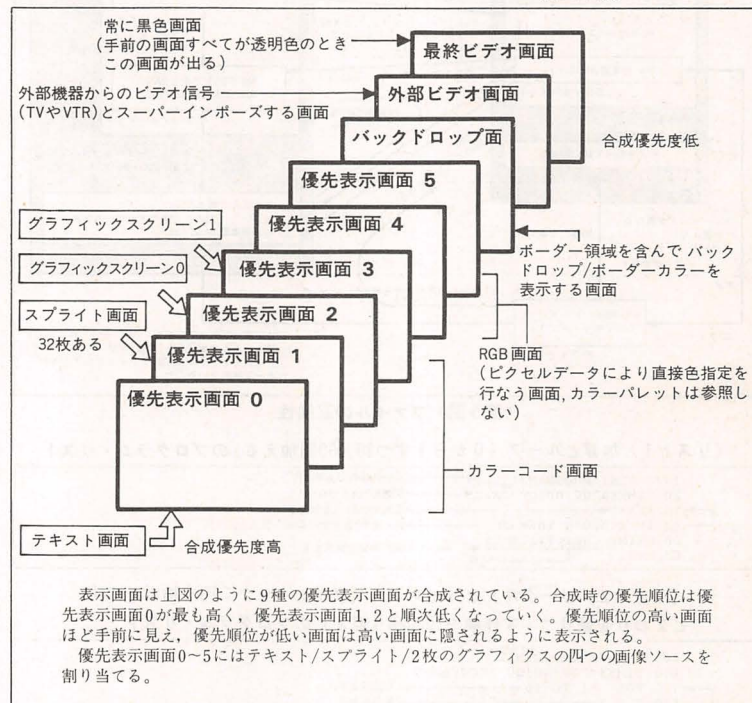 常に黒色画面
(手前の画面すべてが透明色のとき
この画面が出る)
外部機器からのビデオ信号
(TVやVTR)とスーパーインポーズする画面
最終ビデオ画面
外部ビデオ画面
バックドロップ面
合成優先度低
優先表示画面 5
優先表示画面 4
優先表示画面 3
優先表示画面 2
優先表示画面 1
優先表示画面 0
グラフィックスクリーン1
グラフィックスクリーン0
スプライト画面
32枚ある
ボーダー領域を含んで バック
ドロップ/ボーダーカラーを
表示する画面
RGB画面
(ピクセルデータにより直接色指定を
行なう画面, カラーパレットは参照し
ない)
カラーコード画面
テキスト画面
合成優先度高
表示画面は上図のように9種の優先表示画面が合成されている。合成時の優先順位は優
先表示画面0が最も高く, 優先表示画面1, 2と順次低くなっていく。優先順位の高い画面
ほど手前に見え, 優先順位が低い画面は高い画面に隠されるように表示される。
優先表示画面0~5にはテキスト/スプライト/2枚のグラフィクスの四つの画像ソースを
割り当てる。